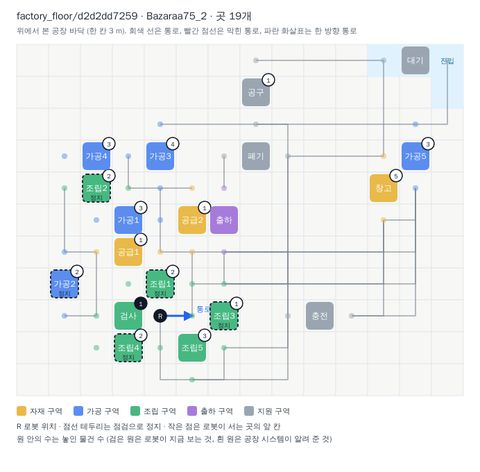 factory_floor/d2d2dd7259 · Bazaraa75_2 · 곳 19개
위에서 본 공장 바닥 (한 칸 3 m). 회색 선은 통로, 빨간 점선은 막힌 통로, 파란 화살표는 한 방향 통로
대기
전립
공구 1
가공4 3
가공3 4
폐기
가공5 3
조립2 2
정지
창고 5
가공1 3
공급2 1
출하
공급1 1
가공2 2
정지
조립1 2
정지
검사 1
R
통로
조립3 1
정지
충전
조립4 2
정지
조립5 3
자재 구역
가공 구역
조립 구역
출하 구역
지원 구역
R 로봇 위치 · 점선 테두리는 점검으로 정지 · 작은 점은 로봇이 서는 곳의 앞 칸
원 안의 수는 놓인 물건 수 (검은 원은 로봇이 지금 보는 것, 흰 원은 공장 시스템이 알려 준 것)